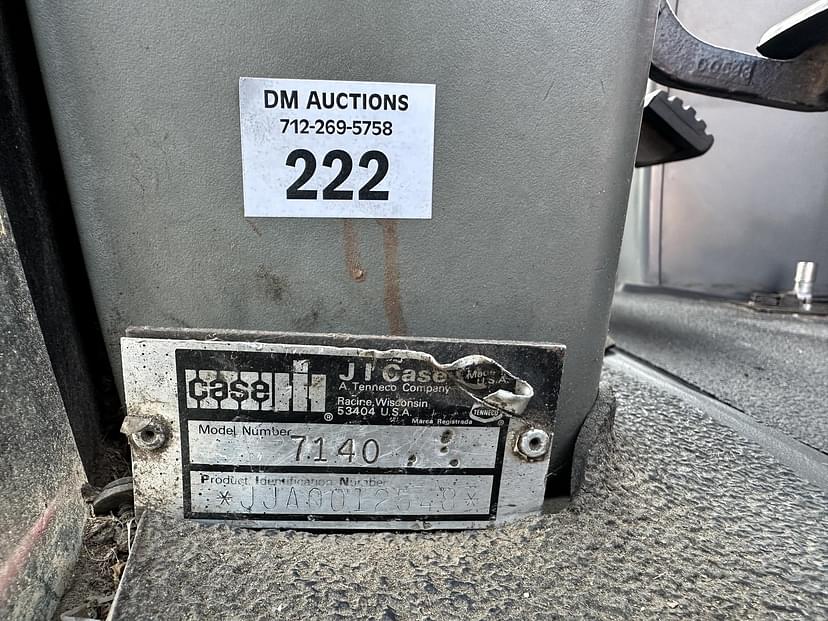 DM AUCTIONS
712-269-5758
222
case IH ®
J I Case
A. Tenneco Company
Racine, Wisconsin
53404 U.S.A.
Made
U.S.A.
TENNECO
Marca Registrada
Model Number
7140
Product Identification Number